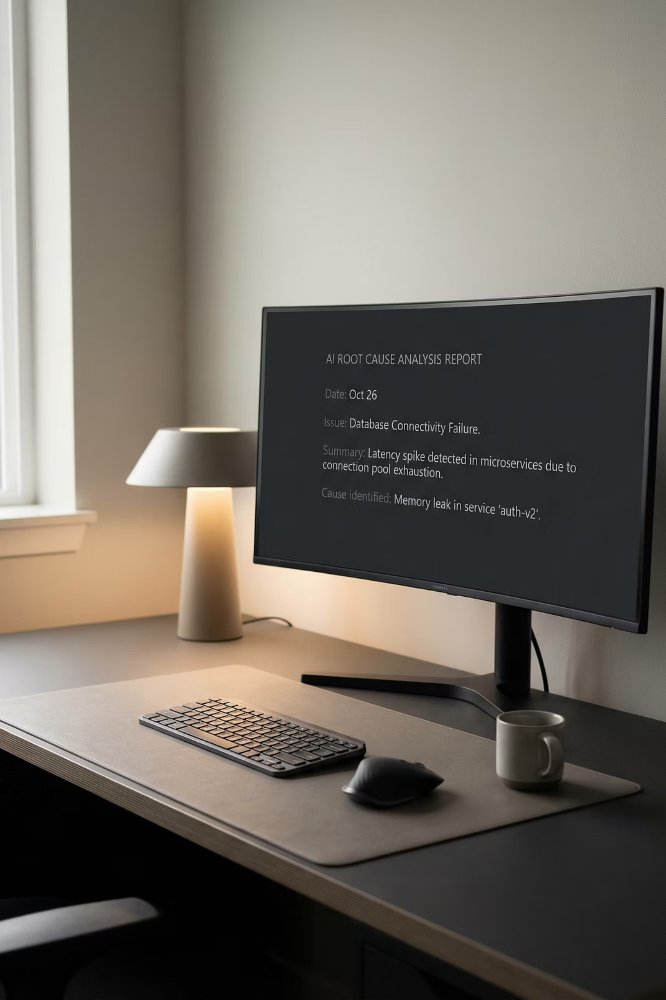 AI ROOT CAUSE ANALYSIS REPORT
Date: Oct 26
Issue: Database Connectivity Failure.
Summary: Latency spike detected in microservices due to
connection pool exhaustion.
Cause identified: Memory leak in service ‘auth-v2’.